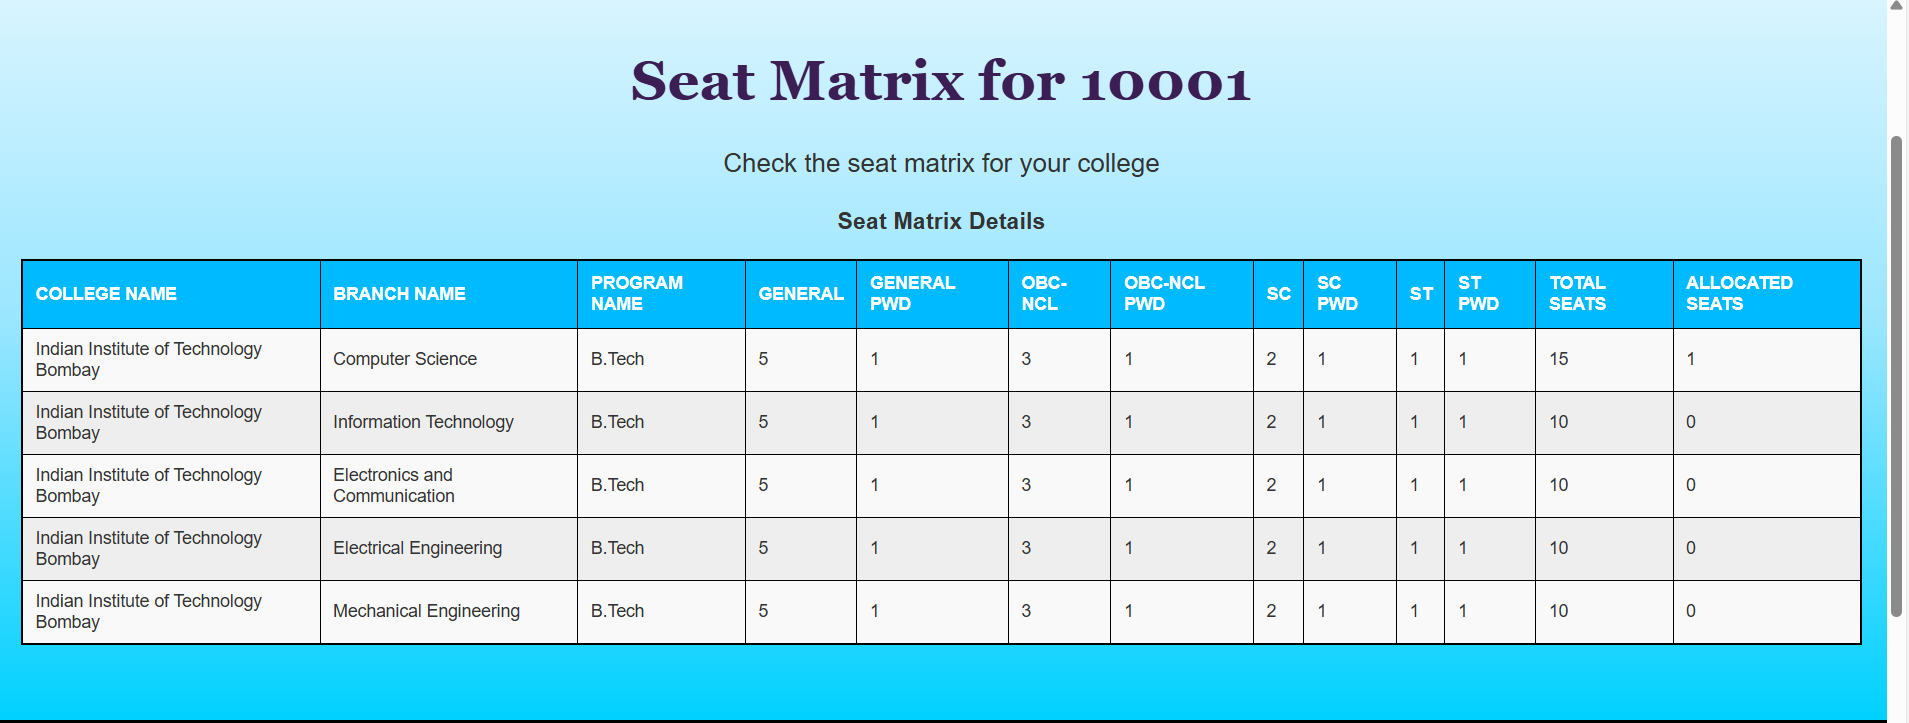 Seat Matrix for 10001
Check the seat matrix for your college
Seat Matrix Details
COLLEGE NAME BRANCH NAME PROGRAM NAME GENERAL GENERAL PWD OBC-NCL OBC-NCL PWD SC SC PWD ST ST PWD TOTAL SEATS ALLOCATED SEATS
Indian Institute of Technology Bombay Computer Science B.Tech 5 1 3 1 2 1 1 1 15 1
Indian Institute of Technology Bombay Information Technology B.Tech 5 1 3 1 2 1 1 1 10 0
Indian Institute of Technology Bombay Electronics and Communication B.Tech 5 1 3 1 2 1 1 1 10 0
Indian Institute of Technology Bombay Electrical Engineering B.Tech 5 1 3 1 2 1 1 1 10 0
Indian Institute of Technology Bombay Mechanical Engineering B.Tech 5 1 3 1 2 1 1 1 10 0